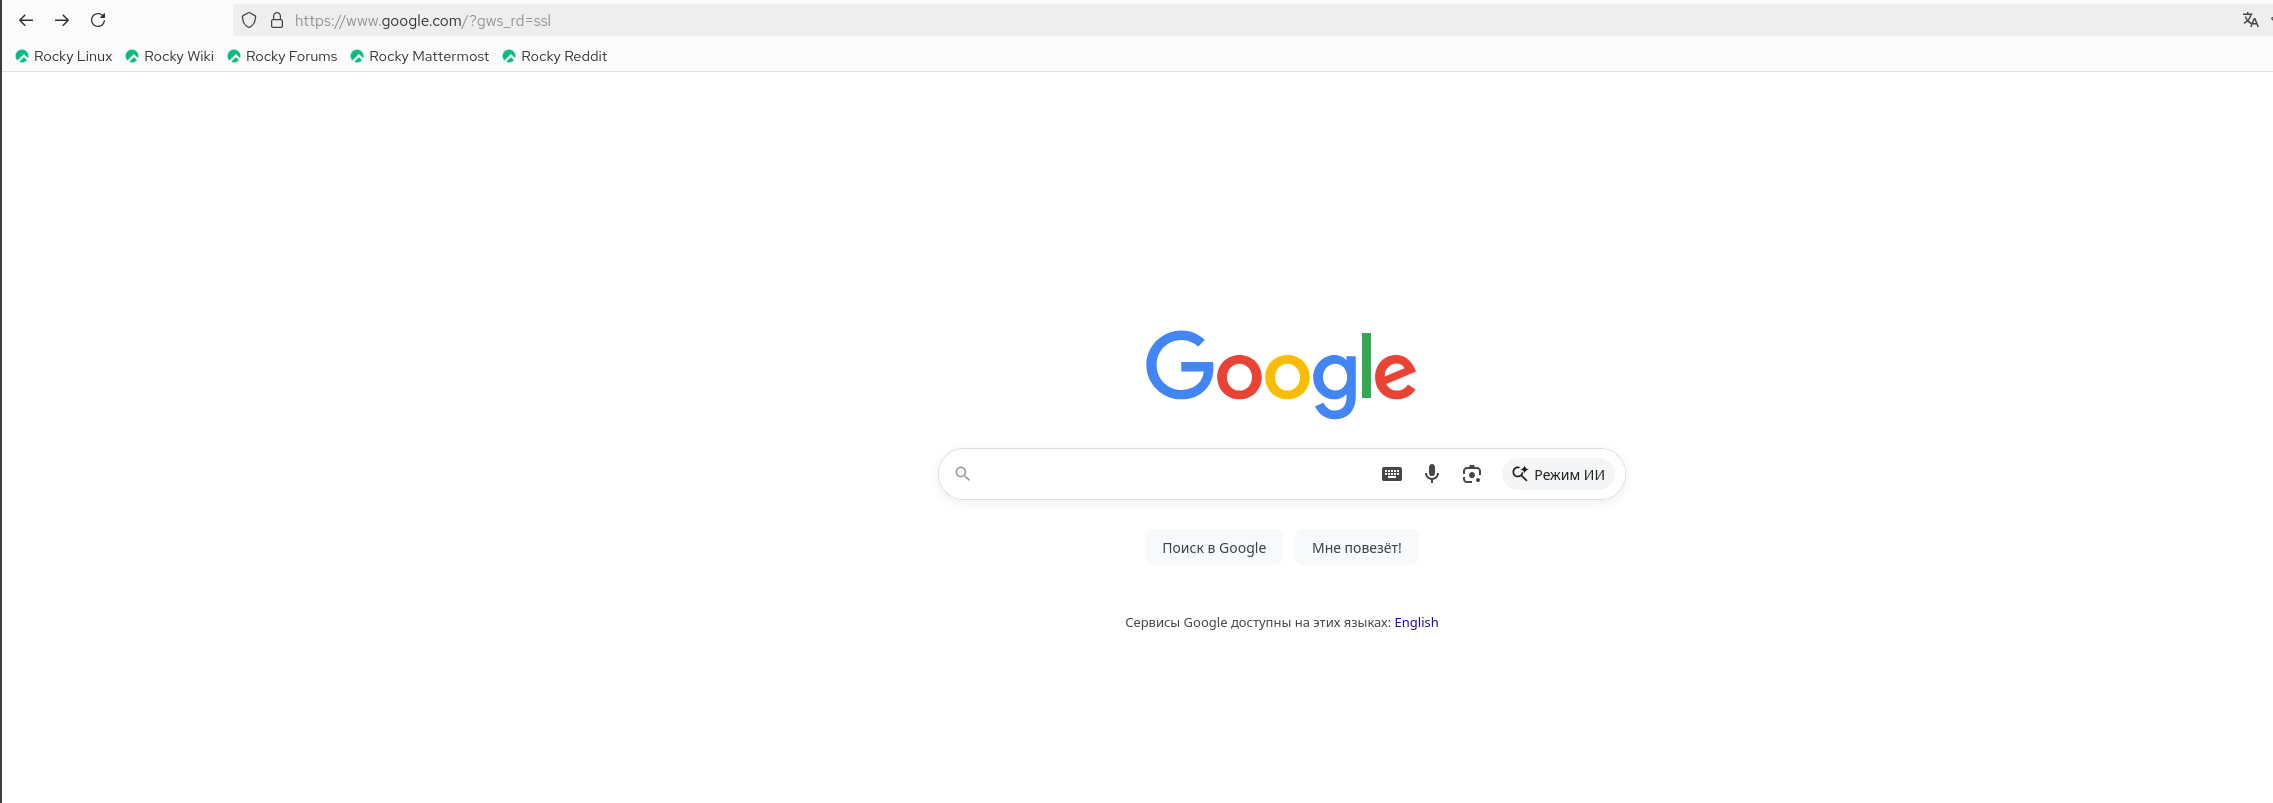 https://www.google.com/?gws_rd=ssl
Rocky Linux Rocky Wiki Rocky Forums Rocky Mattermost Rocky Reddit
Google
Режим ИИ
Поиск в Google Мне повезёт!
Сервисы Google доступны на этих языках: English